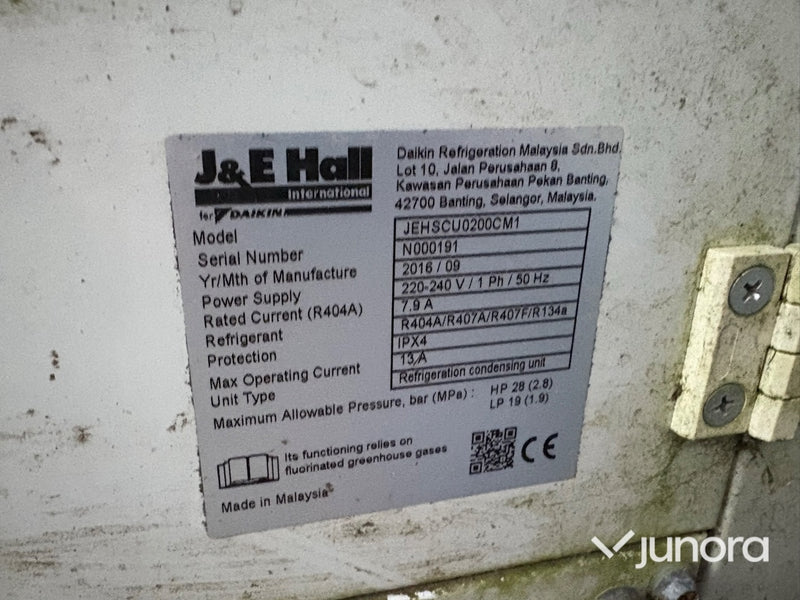 J&E Hall
International
for DAIKIN
Daikin Refrigeration Malaysia Sdn.Bhd.
Lot 10, Jalan Perusahaan 8,
Kawasan Perusahaan Pekan Banting,
42700 Banting, Selangor, Malaysia.
Model JEHSCU0200CM1
Serial Number N000191
Yr/Mth of Manufacture 2016 / 09
Power Supply 220-240 V / 1 Ph / 50 Hz
Rated Current (R404A) 7.9 A
Refrigerant R404A/R407A/R407F/R134a
Protection IPX4
Max Operating Current 13 A
Unit Type Refrigeration condensing unit
Maximum Allowable Pressure, bar (MPa) : HP 28 (2.8)
LP 19 (1.9)
Its functioning relies on
fluorinated greenhouse gases
CE
Made in Malaysia
junora